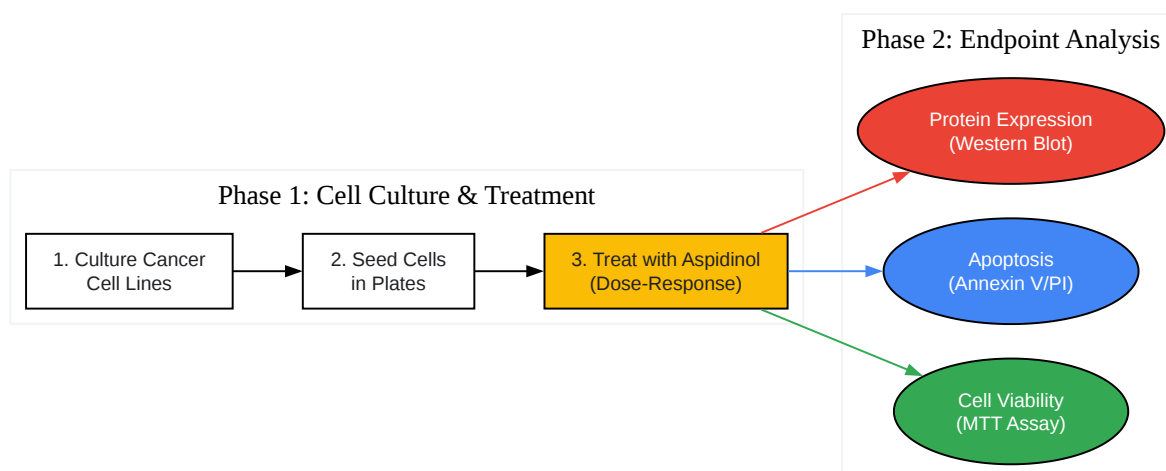 Phase 1: Cell Culture & Treatment
1. Culture Cancer
Cell Lines
2. Seed Cells
in Plates
3. Treat with Aspidinol
(Dose-Response)
Phase 2: Endpoint Analysis
Protein Expression
(Western Blot)
Apoptosis
(Annexin V/PI)
Cell Viability
(MTT Assay)